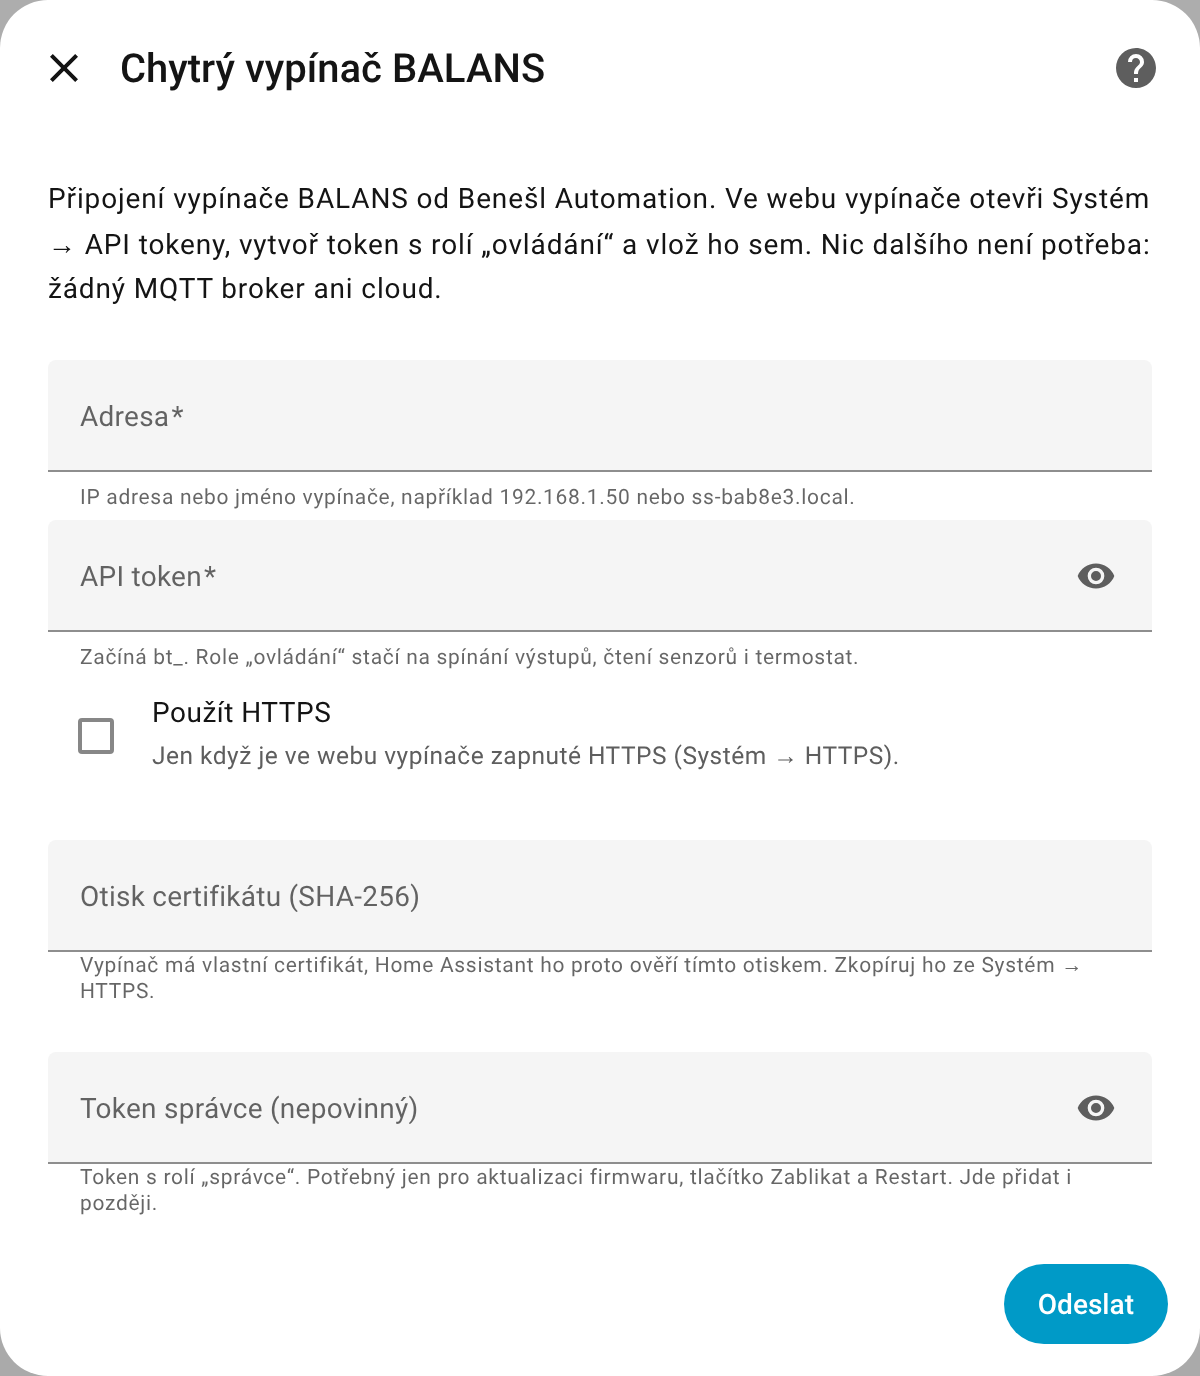 Chytrý vypínač BALANS
Připojení vypínače BALANS od Benešl Automation. Ve webu vypínače otevři Systém
→ API tokeny, vytvoř token s rolí „ovládání“ a vlož ho sem. Nic dalšího není potřeba:
žádný MQTT broker ani cloud.
Adresa*
IP adresa nebo jméno vypínače, například 192.168.1.50 nebo ss-bab8e3.local.
API token*
Začíná bt_. Role „ovládání“ stačí na spínání výstupů, čtení senzorů i termostat.
Použít HTTPS
Jen když je ve webu vypínače zapnuté HTTPS (Systém → HTTPS).
Otisk certifikátu (SHA-256)
Vypínač má vlastní certifikát, Home Assistant ho proto ověří tímto otiskem. Zkopíruj ho ze Systém →
HTTPS.
Token správce (nepovinný)
Token s rolí „správce“. Potřebný jen pro aktualizaci firmwaru, tlačítko Zablikat a Restart. Jde přidat i
později.
Odeslat